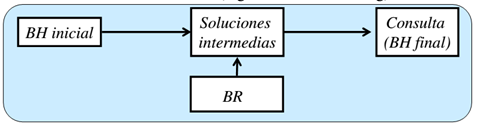 BH inicial
Soluciones
intermedias
Consulta
(BH final)
BR